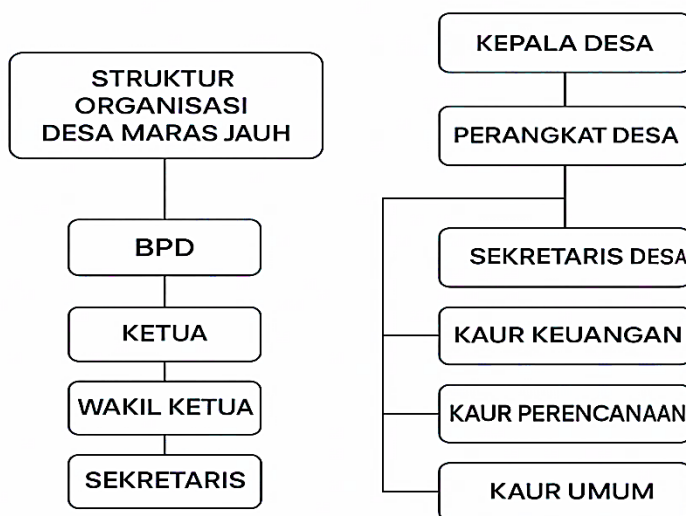 STRUKTUR
ORGANISASI
DESA MARAS JAUH
BPD
KETUA
WAKIL KETUA
SEKRETARIS
KEPALA DESA
PERANGKAT DESA
SEKRETARIS DESA
KAUR KEUANGAN
KAUR PERENCANAAN
KAUR UMUM